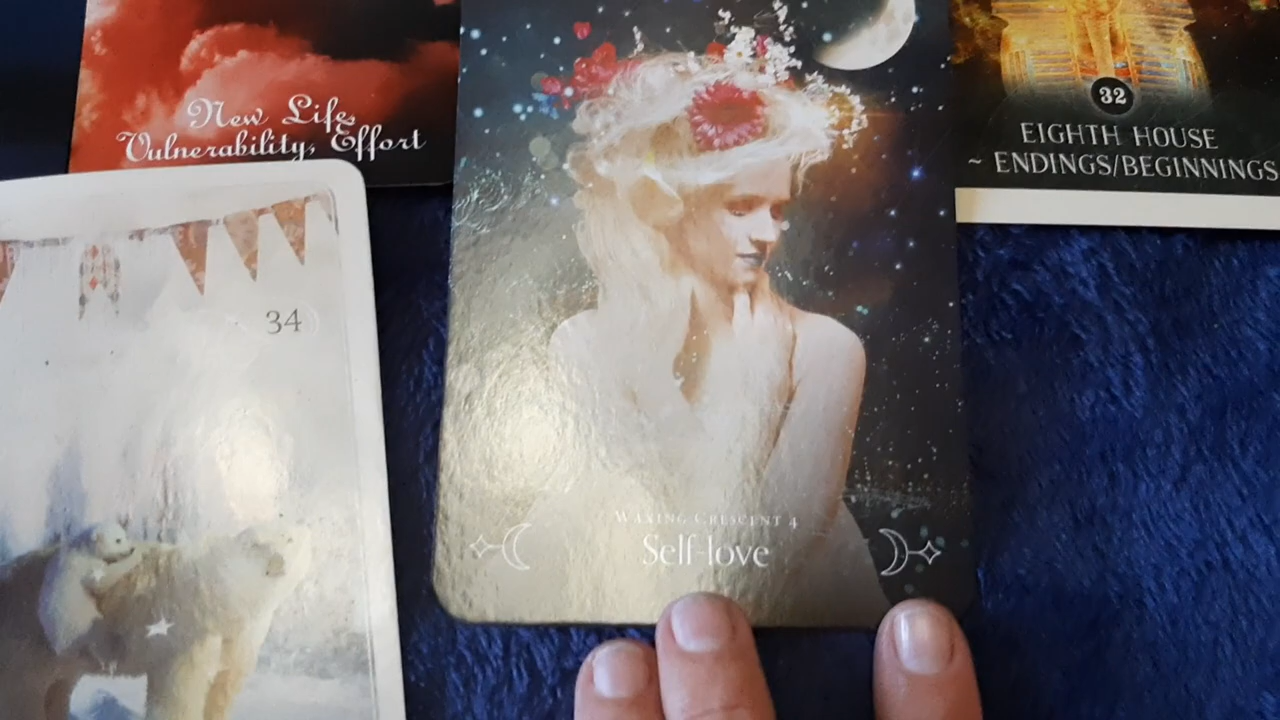 New Life,
Vulnerability, Effort
32
EIGHTH HOUSE
~ ENDINGS/BEGINNINGS
34
WAXING CRESCENT 4
Self-love